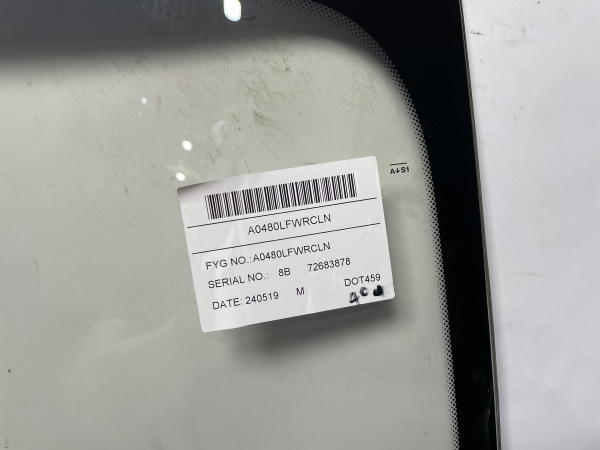 A↓S1
A0480LFWRCLN
FYG NO.: A0480LFWRCLN
SERIAL NO.: 8B 72683878
DATE: 240519 M DOT459